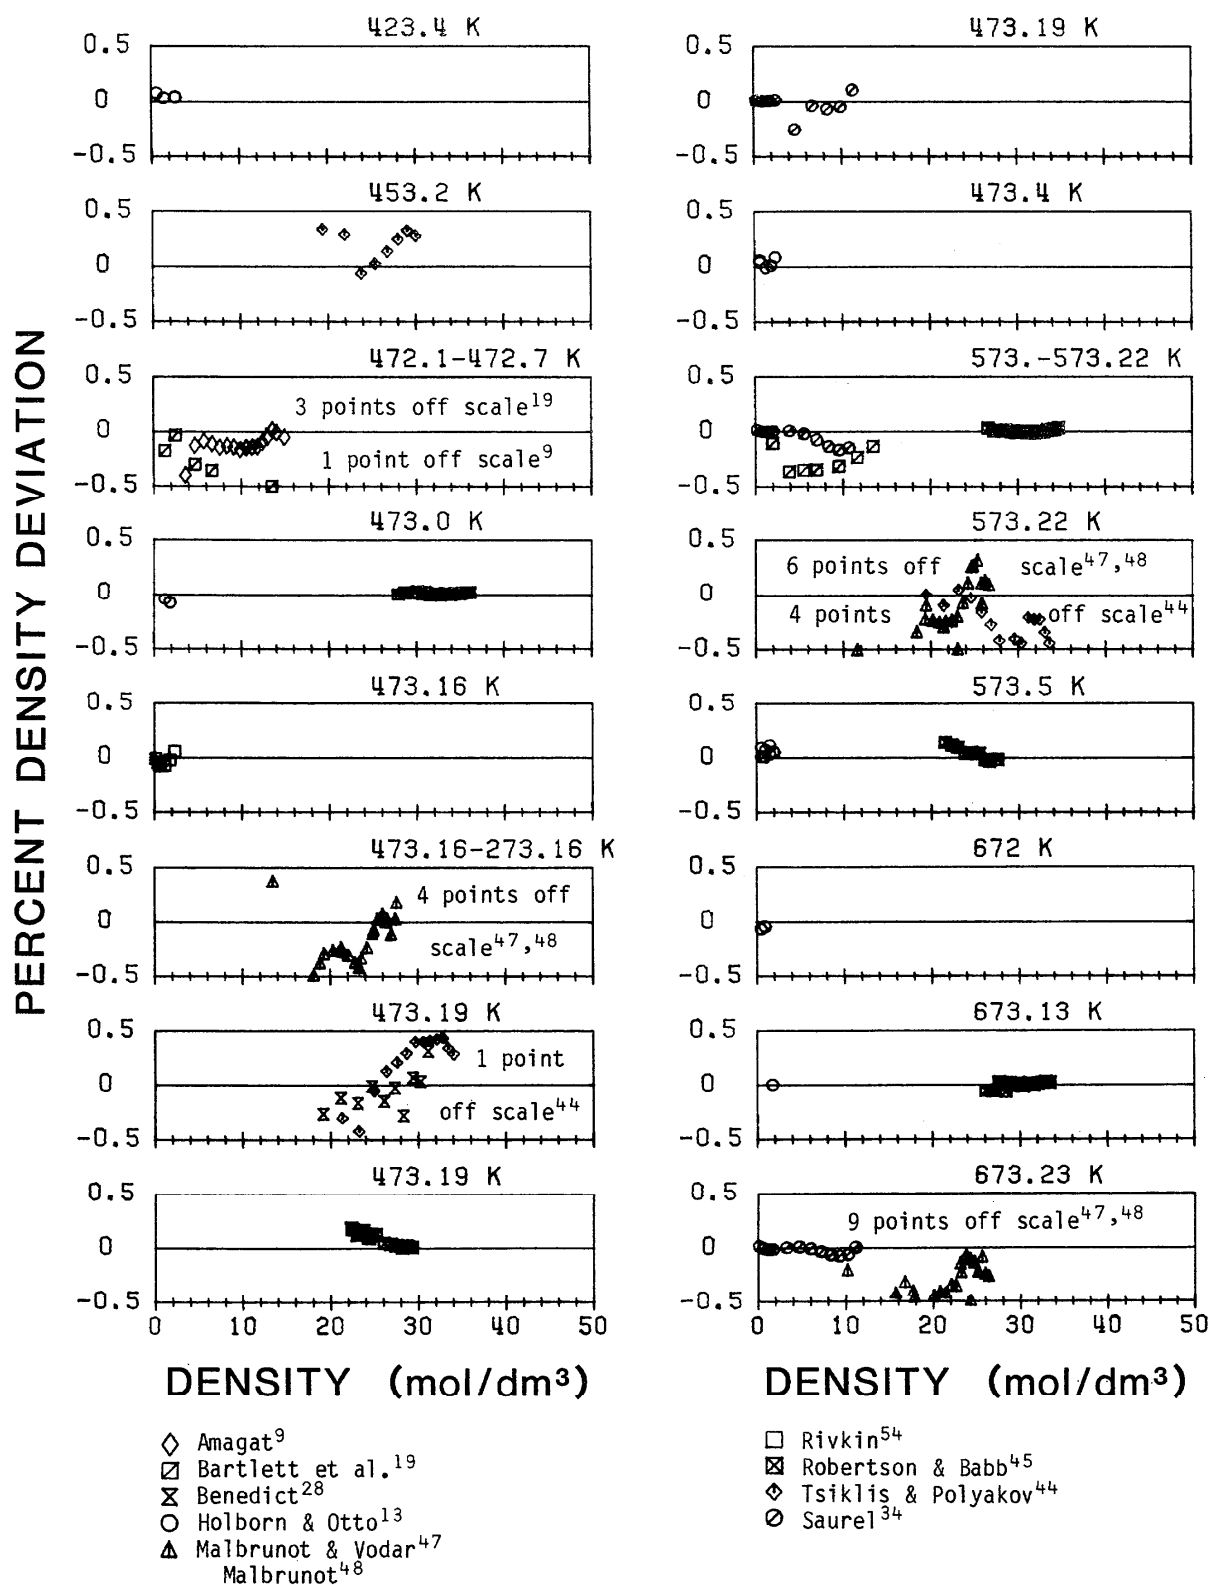 PERCENT DENSITY DEVIATION
423.4 K
0.5
0
-0.5
453.2 K
0.5
0
-0.5
472.1-472.7 K
0.5
3 points off scale19
0
1 point off scale9
-0.5
473.0 K
0.5
0
-0.5
473.16 K
0.5
0
-0.5
473.16-273.16 K
0.5
4 points off
0
scale47,48
-0.5
473.19 K
0.5
1 point
0
off scale44
-0.5
473.19 K
0.5
0
-0.5
0 10 20 30 40 50
DENSITY (mol/dm3)
Amagat9
Bartlett et al.19
Benedict28
Holborn & Otto13
Malbrunot & Vodar47
Malbrunot48
473.19 K
0.5
0
-0.5
473.4 K
0.5
0
-0.5
573.-573.22 K
0.5
0
-0.5
573.22 K
0.5
6 points off scale47,48
0
4 points off scale44
-0.5
573.5 K
0.5
0
-0.5
672 K
0.5
0
-0.5
673.13 K
0.5
0
-0.5
673.23 K
0.5
9 points off scale47,48
0
-0.5
0 10 20 30 40 50
DENSITY (mol/dm3)
Rivkin54
Robertson & Babb45
Tsiklis & Polyakov44
Saurel34